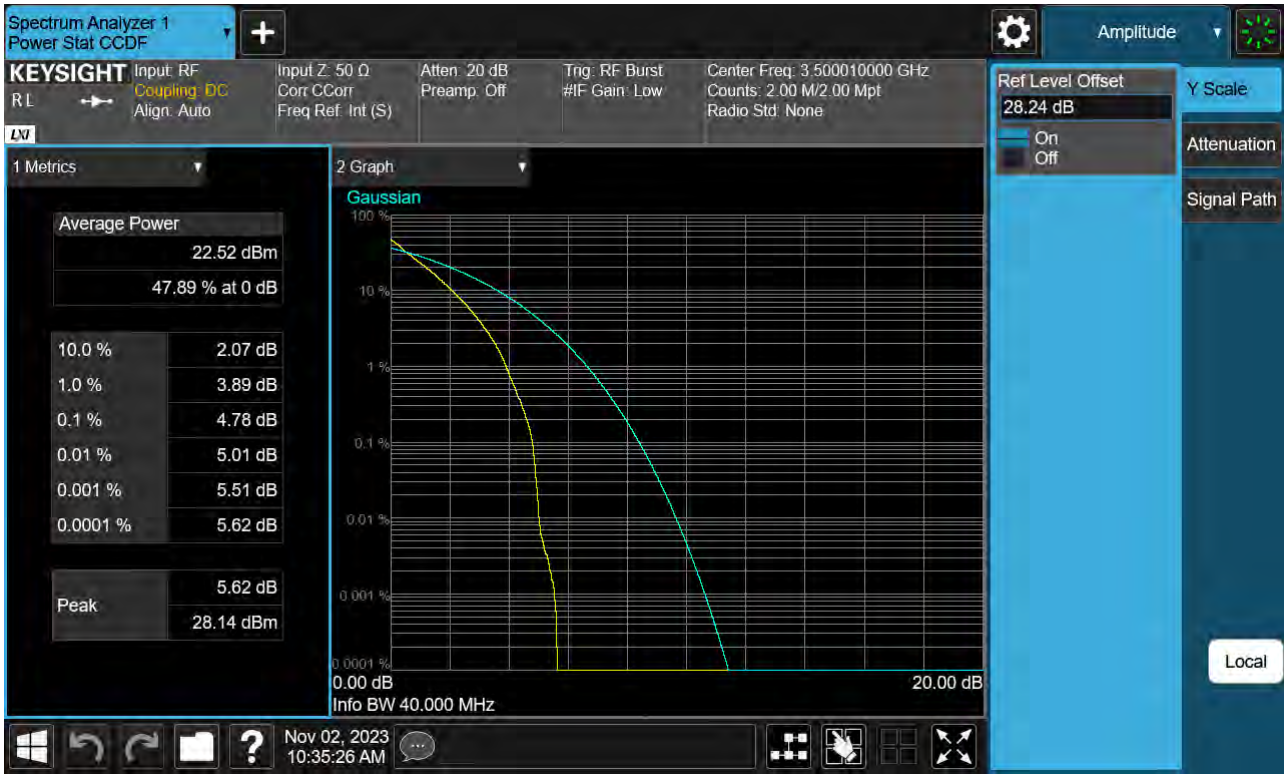 Spectrum Analyzer 1
Power Stat CCDF
Amplitude
KEYSIGHT
R L
LXI
Input: RF
Coupling: DC
Align: Auto
Input Z: 50 Ω
Corr CCorr
Freq Ref: Int (S)
Atten: 20 dB
Preamp: Off
Trig: RF Burst
#IF Gain: Low
Center Freq: 3.500010000 GHz
Counts: 2.00 M/2.00 Mpt
Radio Std: None
Ref Level Offset
28.24 dB
On
Off
Y Scale
Attenuation
Signal Path
Local
1 Metrics
Average Power
22.52 dBm
47.89 % at 0 dB
10.0 % 2.07 dB
1.0 % 3.89 dB
0.1 % 4.78 dB
0.01 % 5.01 dB
0.001 % 5.51 dB
0.0001 % 5.62 dB
Peak
5.62 dB
28.14 dBm
2 Graph
Gaussian
100 %
10 %
1 %
0.1 %
0.01 %
0.001 %
0.0001 %
0.00 dB 20.00 dB
Info BW 40.000 MHz
?
Nov 02, 2023
10:35:26 AM